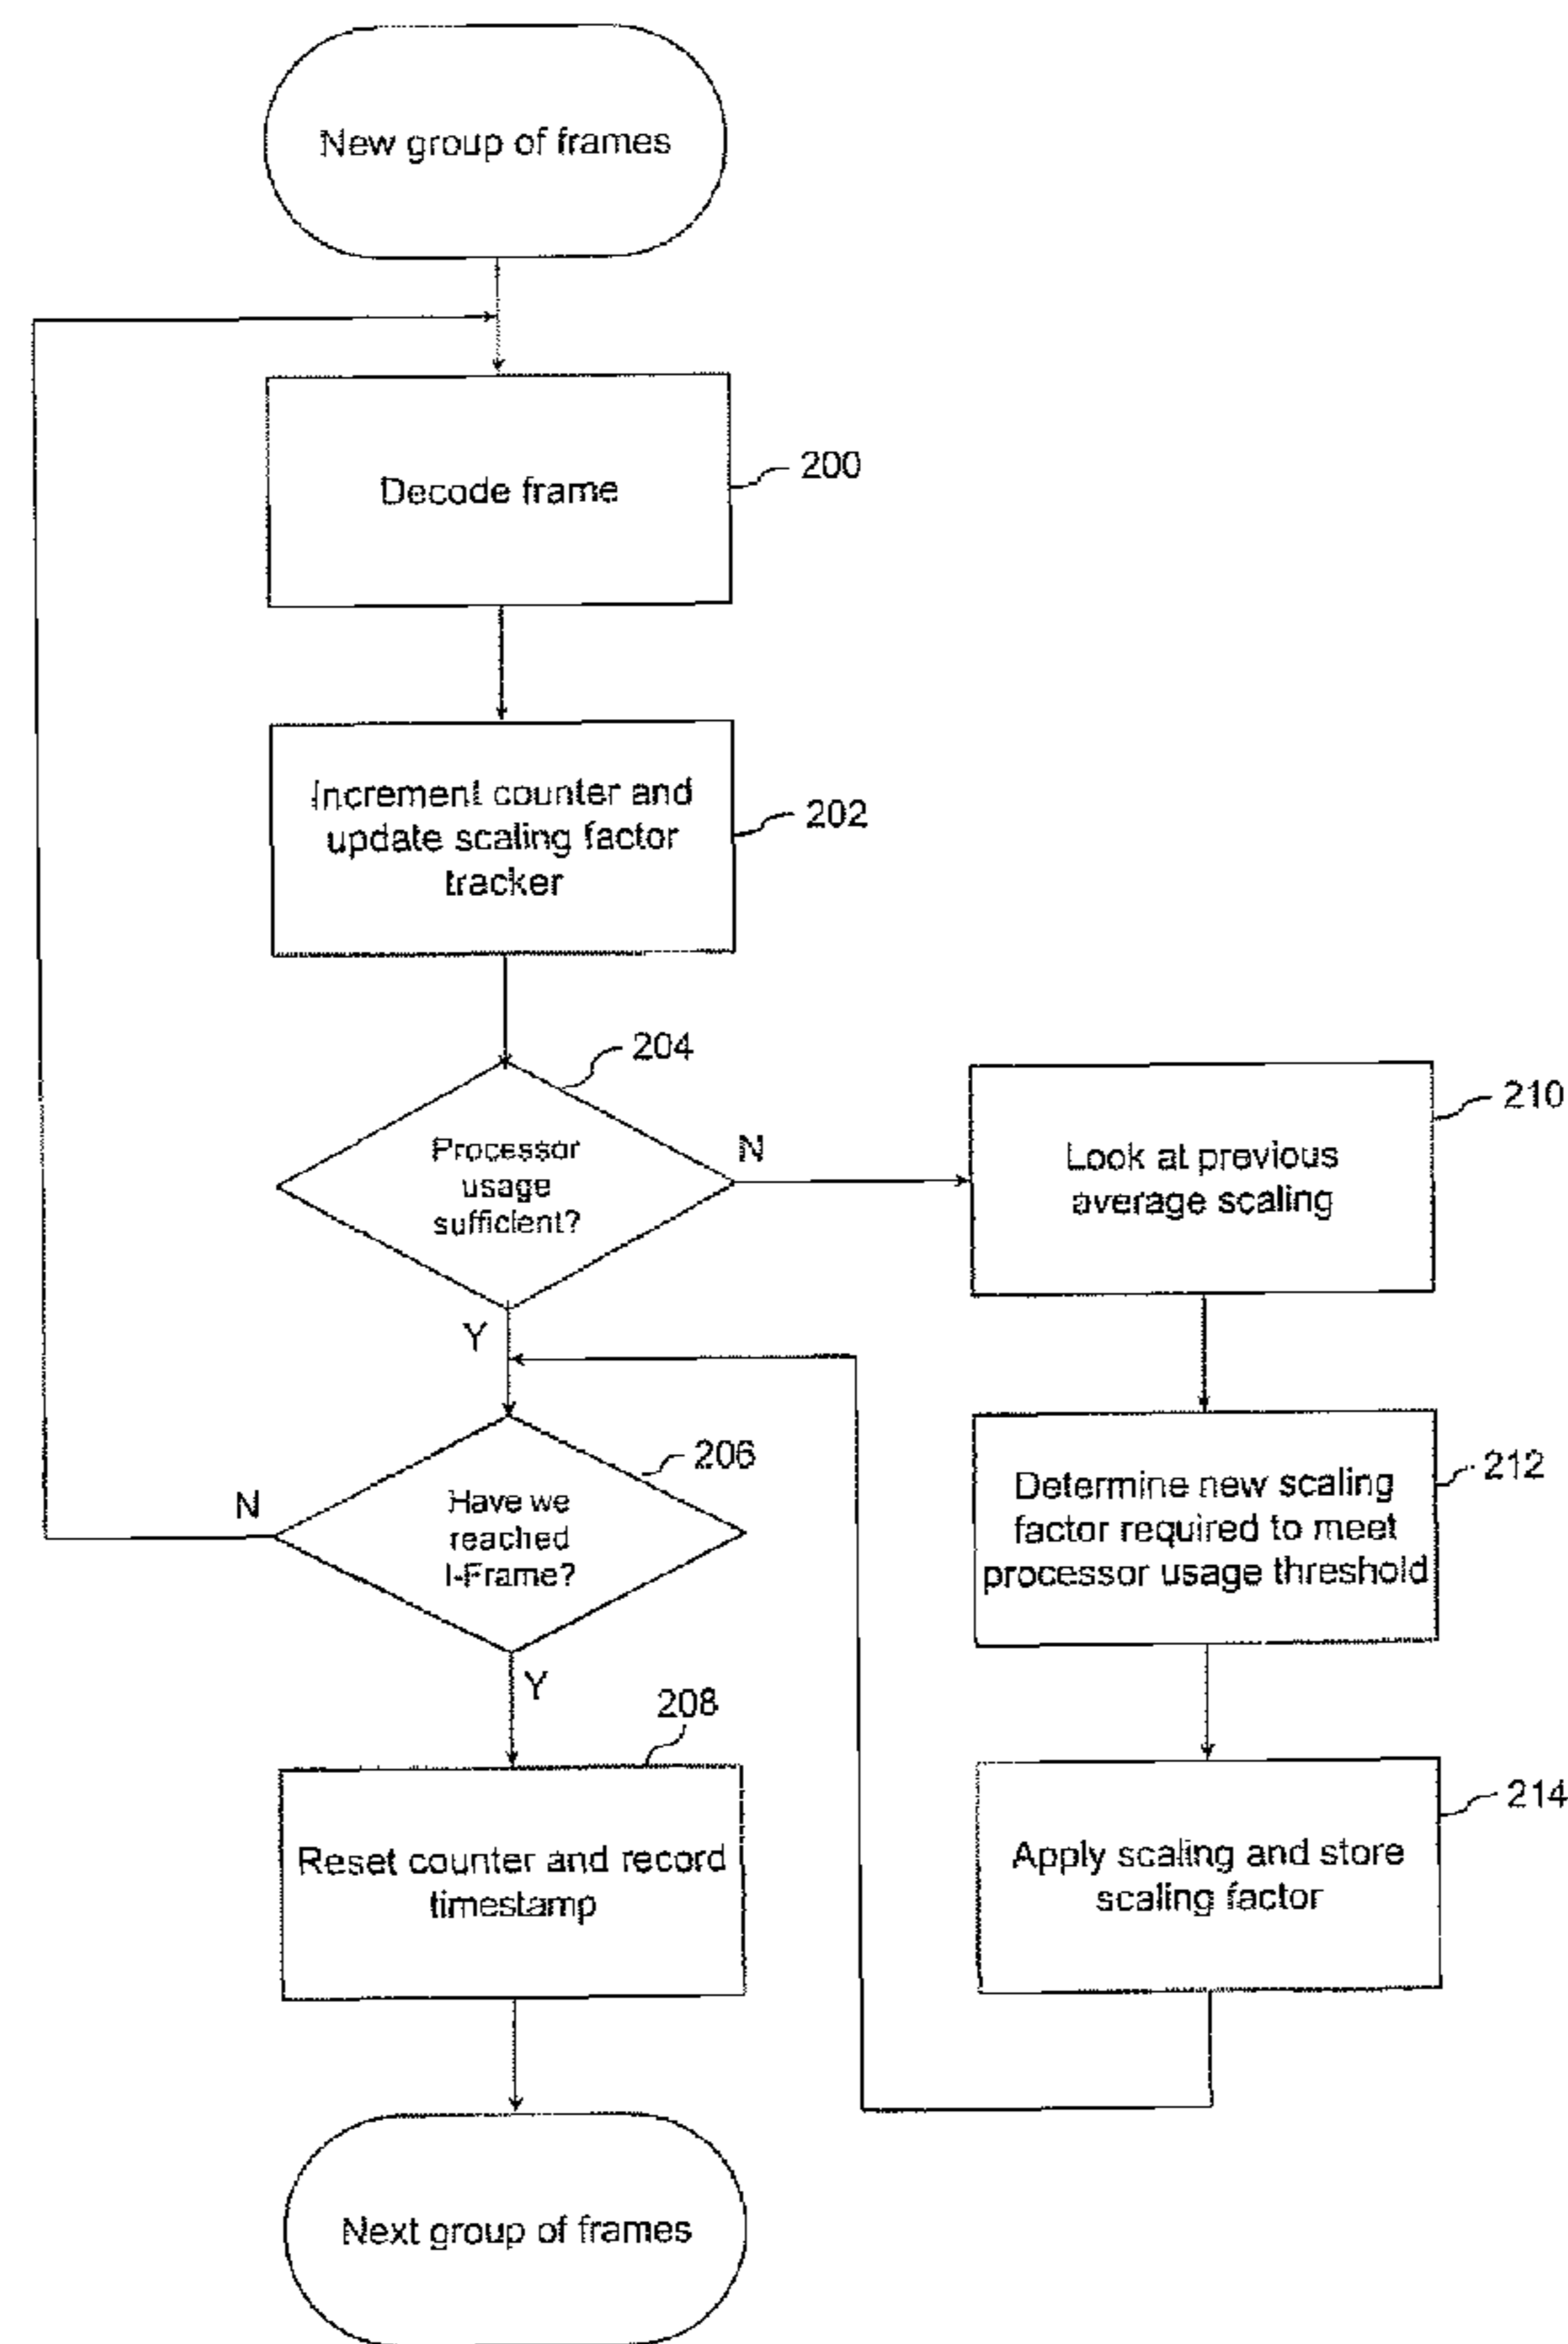 New group of frames
Decode frame
200
Increment counter and
update scaling factor
tracker
202
204
Processor
usage
sufficient?
N
Y
Look at previous
average scaling
210
206
Have we
reached
I-Frame?
N
Y
Determine new scaling
factor required to meet
processor usage threshold
212
208
Reset counter and record
timestamp
Apply scaling and store
scaling factor
214
Next group of frames